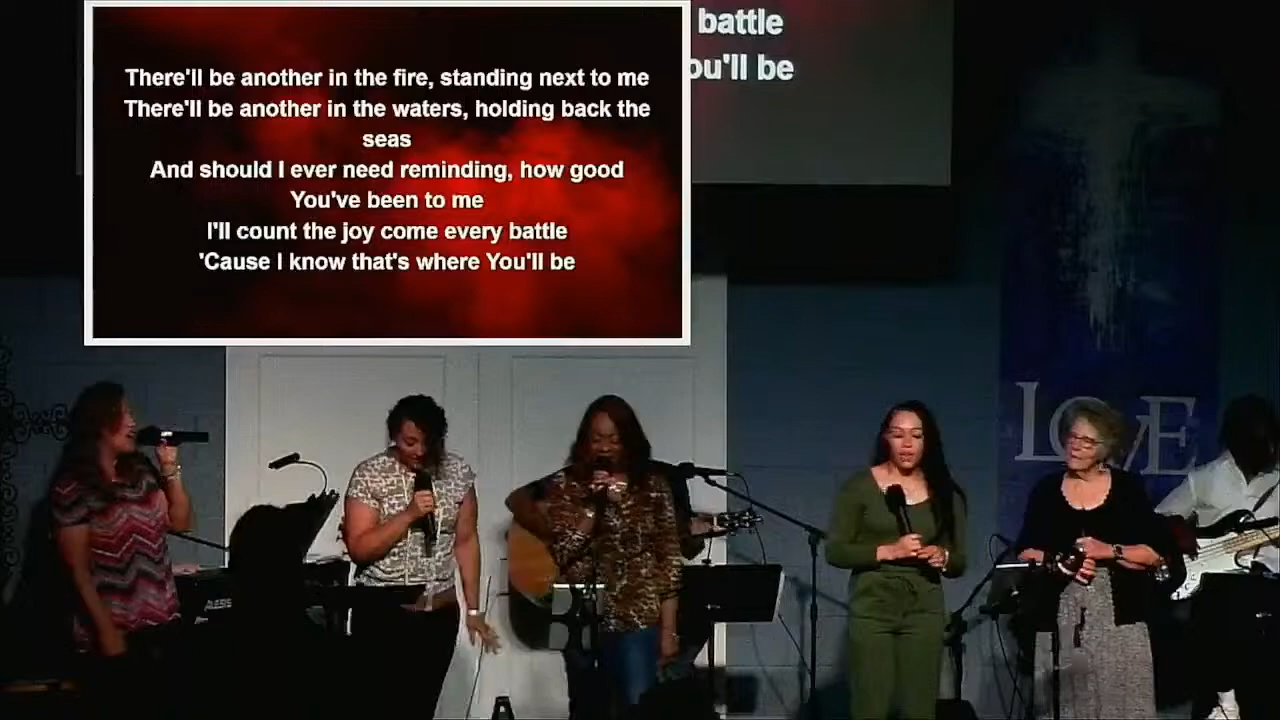 There'll be another in the fire, standing next to me
There'll be another in the waters, holding back the
seas
And should I ever need reminding, how good
You've been to me
I'll count the joy come every battle
'Cause I know that's where You'll be
battle
ou'll be
LOVE